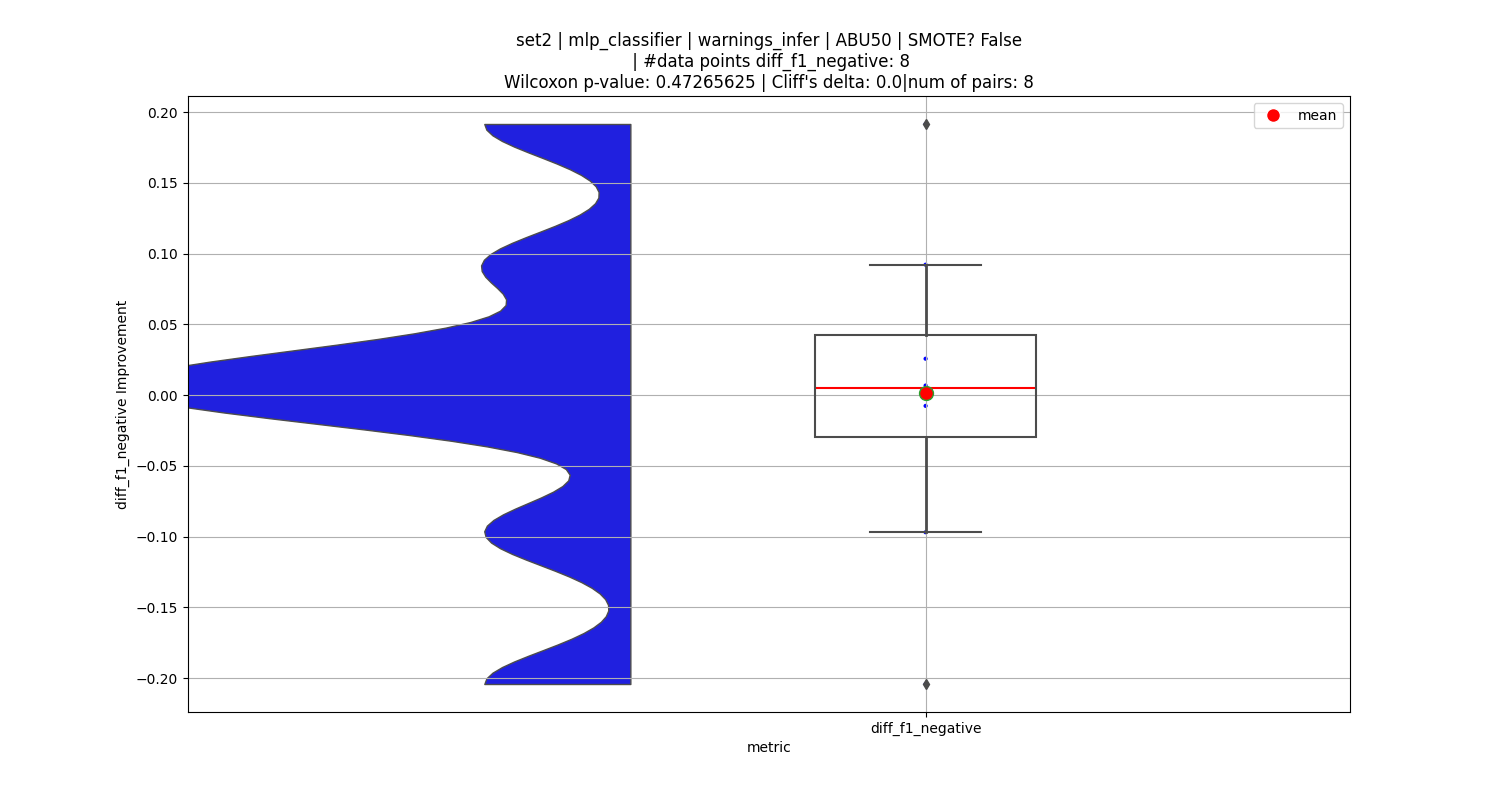 set2 | mlp_classifier | warnings_infer | ABU50 | SMOTE? False
| #data points diff_f1_negative: 8
Wilcoxon p-value: 0.47265625 | Cliff's delta: 0.0|num of pairs: 8
mean
0.20
0.15
0.10
0.05
0.00
−0.05
−0.10
−0.15
−0.20
diff_f1_negative Improvement
diff_f1_negative
metric